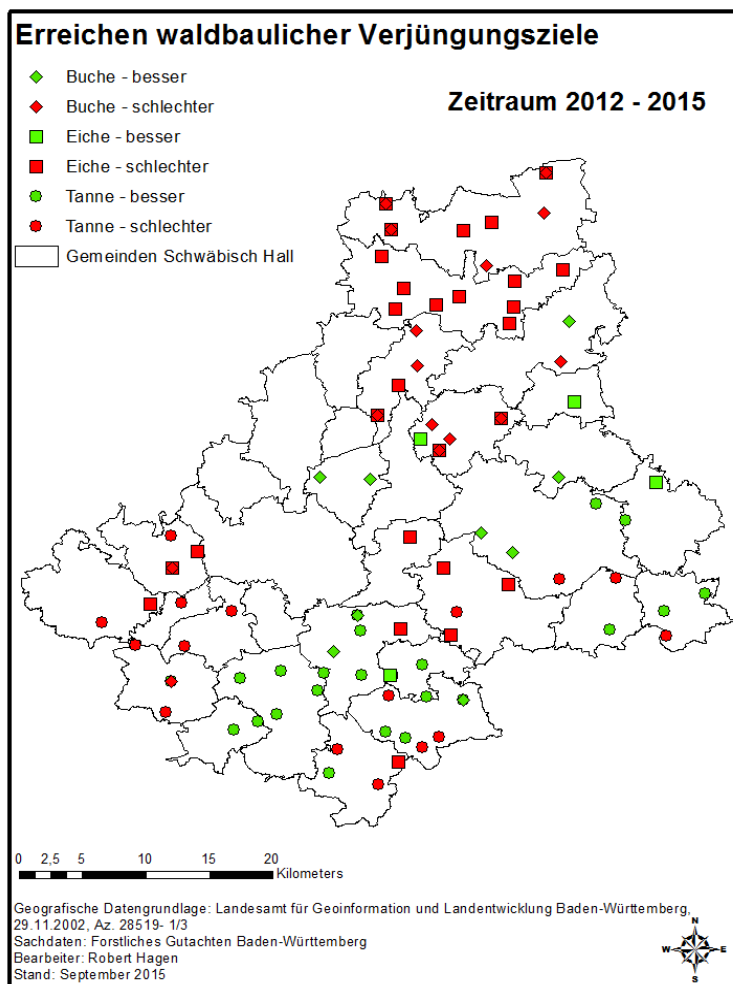 Erreichen waldbaulicher Verjüngungsziele
Zeitraum 2012 - 2015
Buche - besser
Buche - schlechter
Eiche - besser
Eiche - schlechter
Tanne - besser
Tanne - schlechter
Gemeinden Schwäbisch Hall
0 2,5 5 10 15 20
Kilometers
Geografische Datengrundlage: Landesamt für Geoinformation und Landentwicklung Baden-Württemberg,
29.11.2002, Az. 28519- 1/3
Sachdaten: Forstliches Gutachten Baden-Württemberg
Bearbeiter: Robert Hagen
Stand: September 2015
N
W E
S